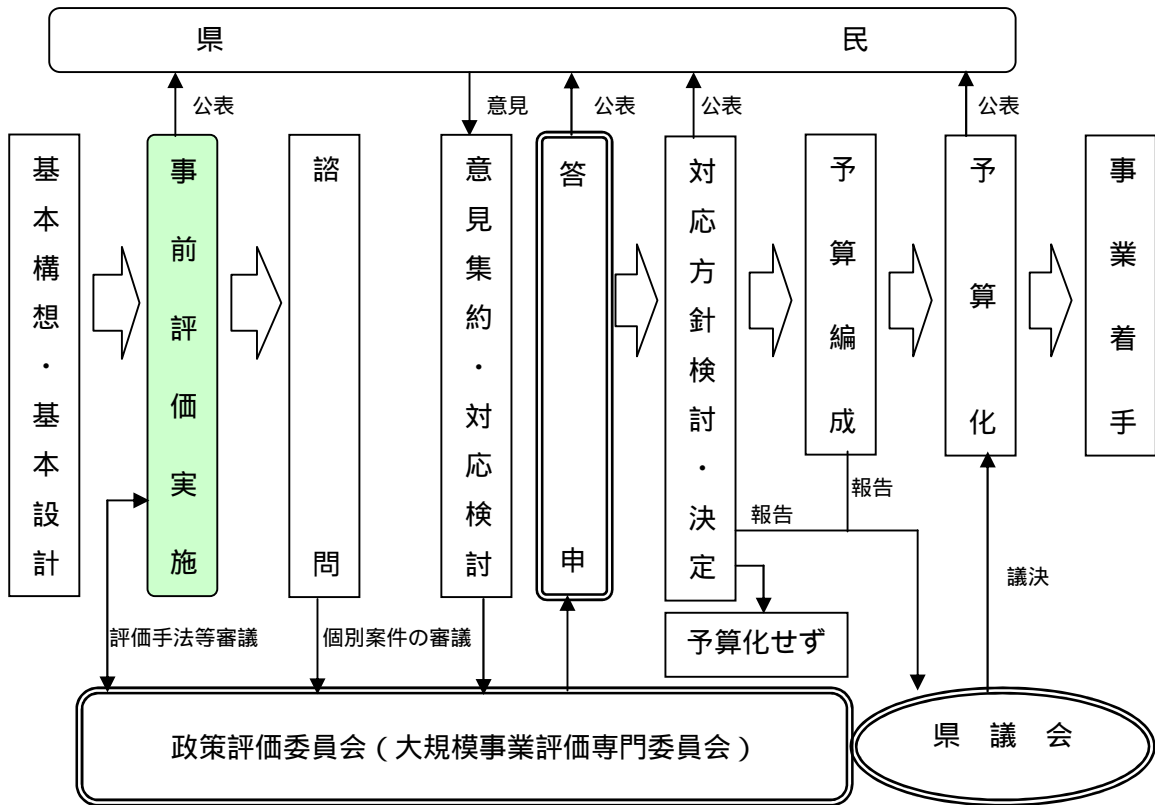 県 民
公表
意見
公表
公表
公表
基本構想・基本設計
事前評価実施
諮問
意見集約・対応検討
答申
対応方針検討・決定
予算編成
予算化
事業着手
報告
報告
議決
予算化せず
評価手法等審議
個別案件の審議
政策評価委員会（大規模事業評価専門委員会）
県 議 会